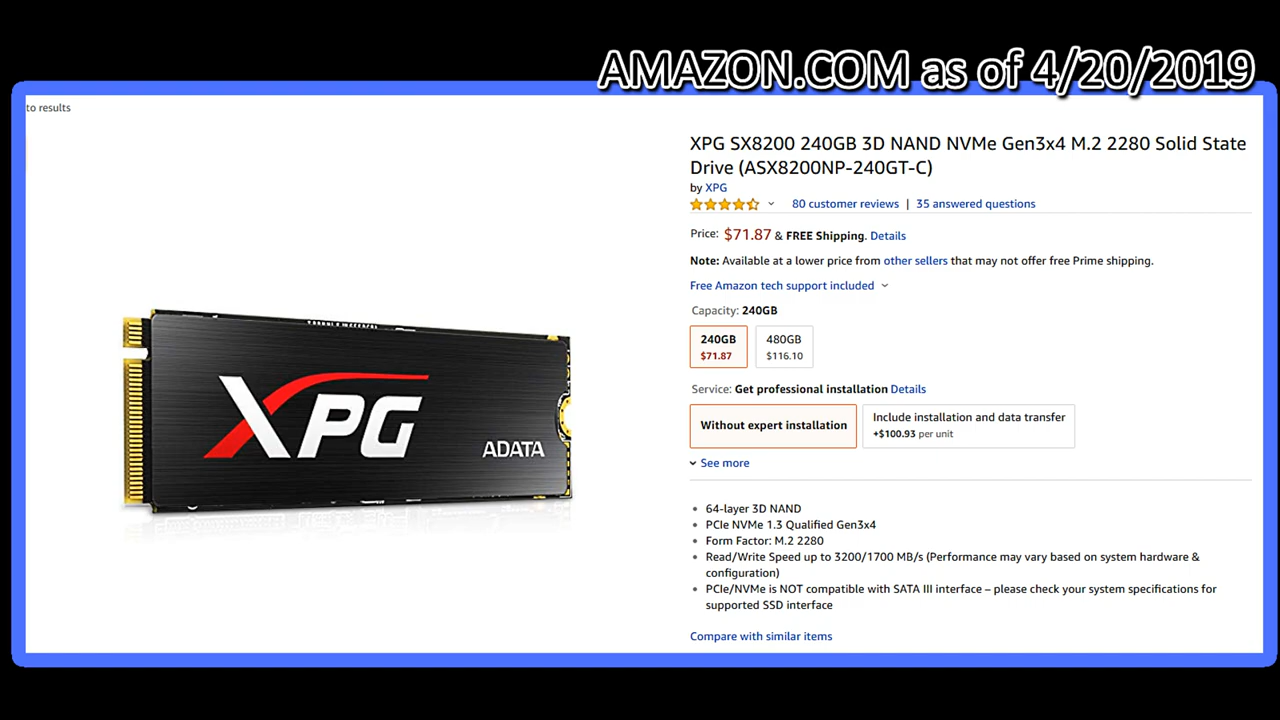 AMAZON.COM as of 4/20/2019
to results
XPG SX8200 240GB 3D NAND NVMe Gen3x4 M.2 2280 Solid State
Drive (ASX8200NP-240GT-C)
by XPG
80 customer reviews | 35 answered questions
Price: $71.87 & FREE Shipping. Details
Note: Available at a lower price from other sellers that may not offer free Prime shipping.
Free Amazon tech support included
Capacity: 240GB
240GB 480GB
$71.87 $116.10
Service: Get professional installation Details
Without expert installation
Include installation and data transfer
+$100.93 per unit
See more
64-layer 3D NAND
PCIe NVMe 1.3 Qualified Gen3x4
Form Factor: M.2 2280
Read/Write Speed up to 3200/1700 MB/s (Performance may vary based on system hardware &
configuration)
PCIe/NVMe is NOT compatible with SATA III interface – please check your system specifications for
supported SSD interface
Compare with similar items
XPG
ADATA